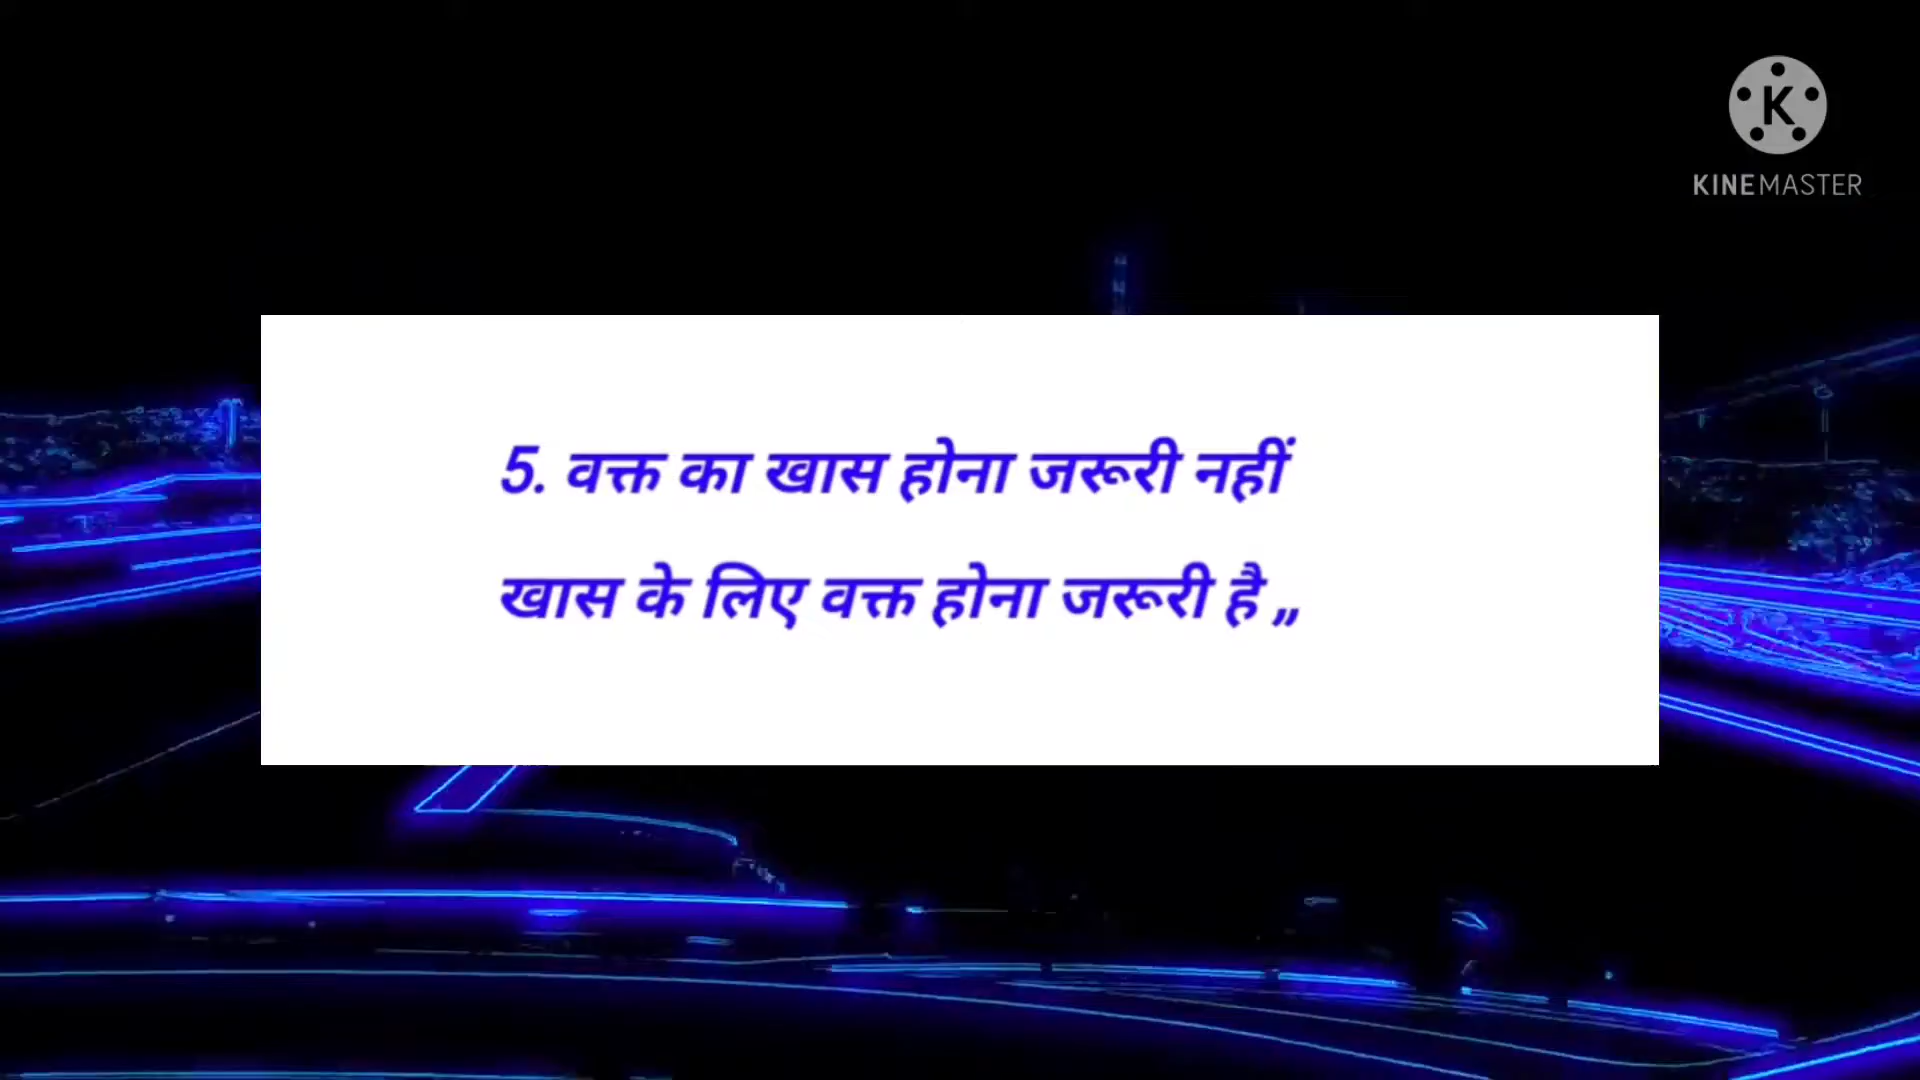 KINEMASTER
5. वक्त का खास होना जरूरी नहीं
खास के लिए वक्त होना जरूरी है „